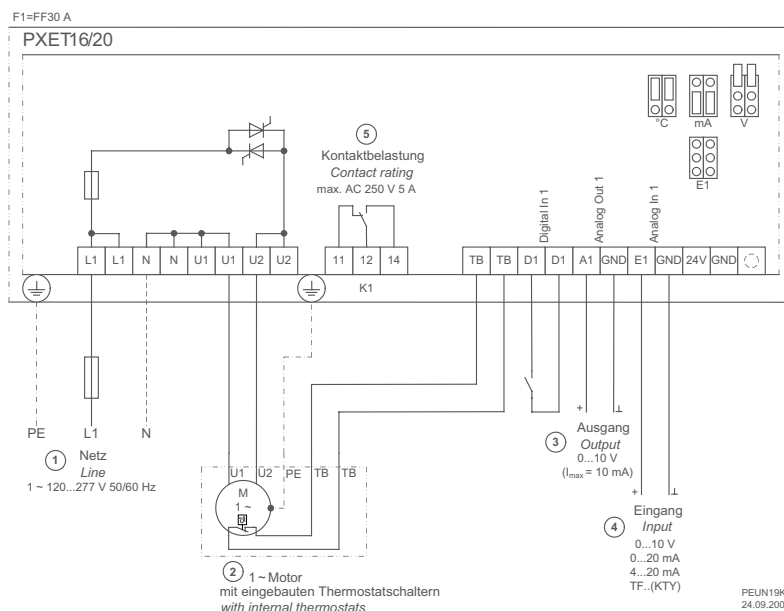 F1=FF30 A
PXET16/20
°C
mA
V
E1
5
Kontaktbelastung
Contact rating
max. AC 250 V 5 A
Digital In 1
Analog Out 1
Analog In 1
L1 L1 N N U1 U1 U2 U2
11 12 14
TB TB D1 D1 A1 GND E1 GND 24V GND
K1
PE L1 N
1
Netz
Line
1 ~ 120...277 V 50/60 Hz
+ ⊥
3
Ausgang
Output
0...10 V
(Imax = 10 mA)
+ ⊥
4
Eingang
Input
0...10 V
0...20 mA
4...20 mA
TF..(KTY)
U1 U2 PE TB TB
M
1 ~
2
1 ~ Motor
mit eingebauten Thermostatschaltern
with internal thermostats
24.09.200